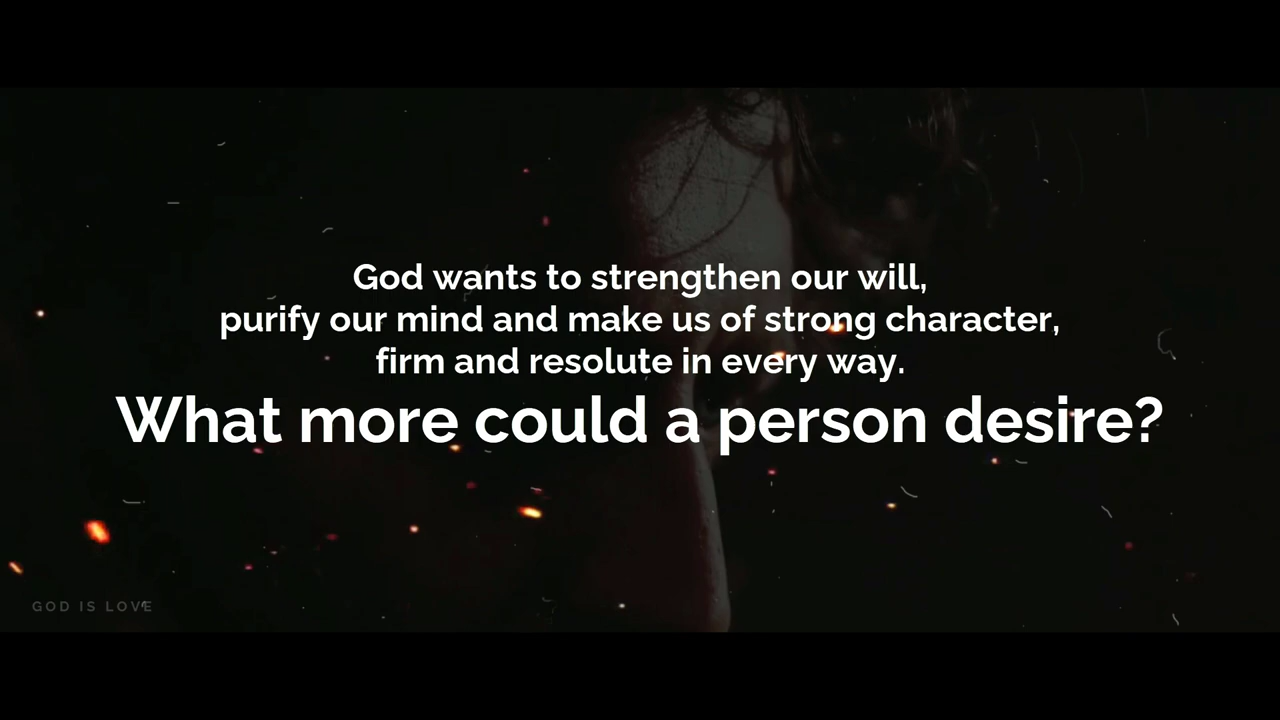 God wants to strengthen our will,
purify our mind and make us of strong character,
firm and resolute in every way.
What more could a person desire?
GOD IS LOVE